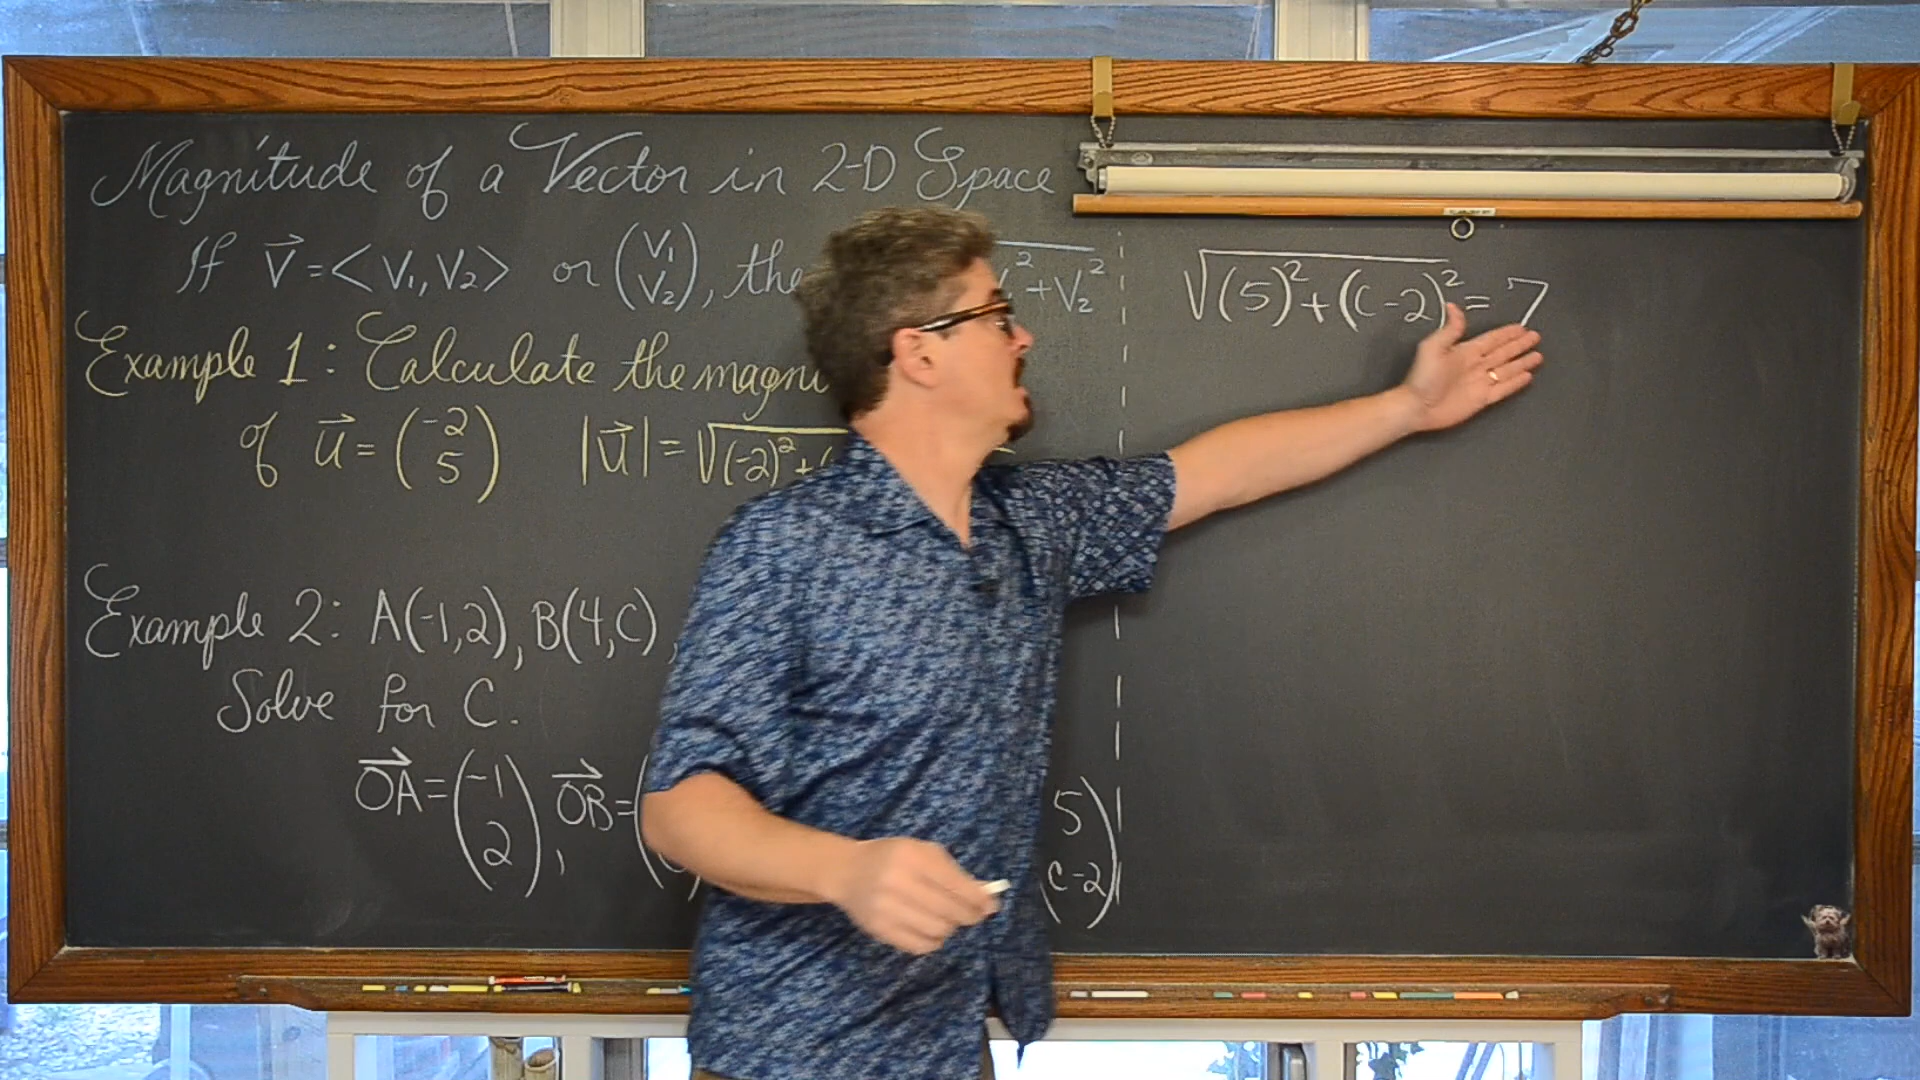 Magnitude of a Vector in 2-D Space
If V⃗ = <V₁, V₂> or (V₁ V₂), the ² + V₂²
Example 1: Calculate the magni
of u⃗ = (-2 5) |u⃗| = √(-2)² + (
Example 2: A(-1,2), B(4,C),
Solve for C.
OA⃗ = (-1 2), OB⃗ = ( 5 C-2)
√(5)² + (C-2)² = 7